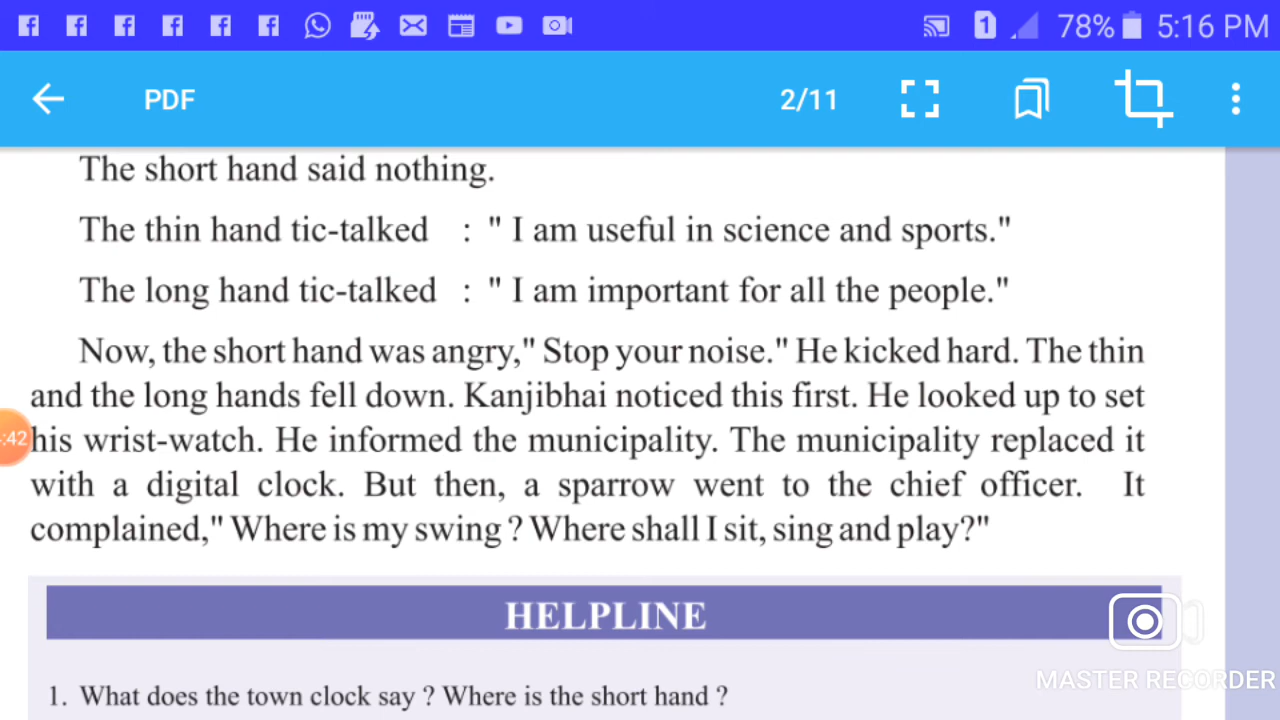 1 78% 5:16 PM
PDF 2/11
The short hand said nothing.
The thin hand tic-talked : " I am useful in science and sports."
The long hand tic-talked : " I am important for all the people."
Now, the short hand was angry," Stop your noise." He kicked hard. The thin
and the long hands fell down. Kanjibhai noticed this first. He looked up to set
his wrist-watch. He informed the municipality. The municipality replaced it
with a digital clock. But then, a sparrow went to the chief officer. It
complained," Where is my swing ? Where shall I sit, sing and play?"
:42
HELPLINE
MASTER RECORDER
1. What does the town clock say ? Where is the short hand ?